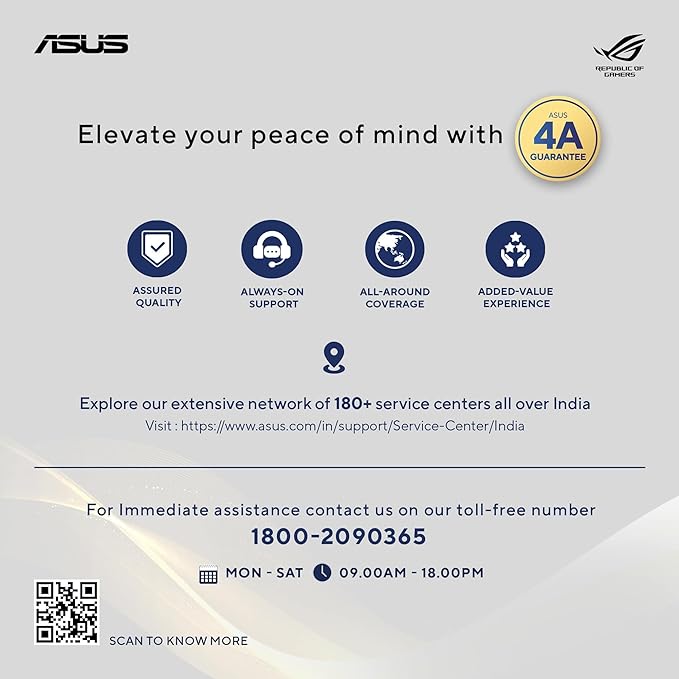 ASUS
REPUBLIC OF
GAMERS
Elevate your peace of mind with
ASUS
4A
GUARANTEE
ASSURED
QUALITY
ALWAYS-ON
SUPPORT
ALL-AROUND
COVERAGE
ADDED-VALUE
EXPERIENCE
Explore our extensive network of 180+ service centers all over India
Visit : https://www.asus.com/in/support/Service-Center/India
For Immediate assistance contact us on our toll-free number
1800-2090365
MON - SAT 09.00AM - 18.00PM
SCAN TO KNOW MORE